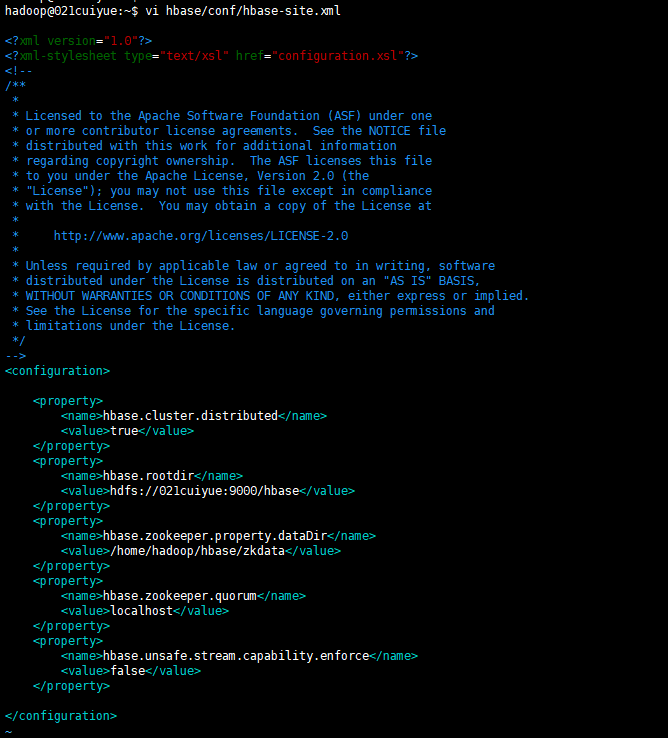 hadoop@021cuiyue:~$ vi hbase/conf/hbase-site.xml
<?xml version="1.0"?>
<?xml-stylesheet type="text/xsl" href="configuration.xsl"?>
<!--
/**
 *
 * Licensed to the Apache Software Foundation (ASF) under one
 * or more contributor license agreements.  See the NOTICE file
 * distributed with this work for additional information
 * regarding copyright ownership.  The ASF licenses this file
 * to you under the Apache License, Version 2.0 (the
 * "License"); you may not use this file except in compliance
 * with the License.  You may obtain a copy of the License at
 *
 *     http://www.apache.org/licenses/LICENSE-2.0
 *
 * Unless required by applicable law or agreed to in writing, software
 * distributed under the License is distributed on an "AS IS" BASIS,
 * WITHOUT WARRANTIES OR CONDITIONS OF ANY KIND, either express or implied.
 * See the License for the specific language governing permissions and
 * limitations under the License.
 */
-->
<configuration>
    <property>
        <name>hbase.cluster.distributed</name>
        <value>true</value>
    </property>
    <property>
        <name>hbase.rootdir</name>
        <value>hdfs://021cuiyue:9000/hbase</value>
    </property>
    <property>
        <name>hbase.zookeeper.property.dataDir</name>
        <value>/home/hadoop/hbase/zkdata</value>
    </property>
    <property>
        <name>hbase.zookeeper.quorum</name>
        <value>localhost</value>
    </property>
    <property>
        <name>hbase.unsafe.stream.capability.enforce</name>
        <value>false</value>
    </property>
</configuration>
~